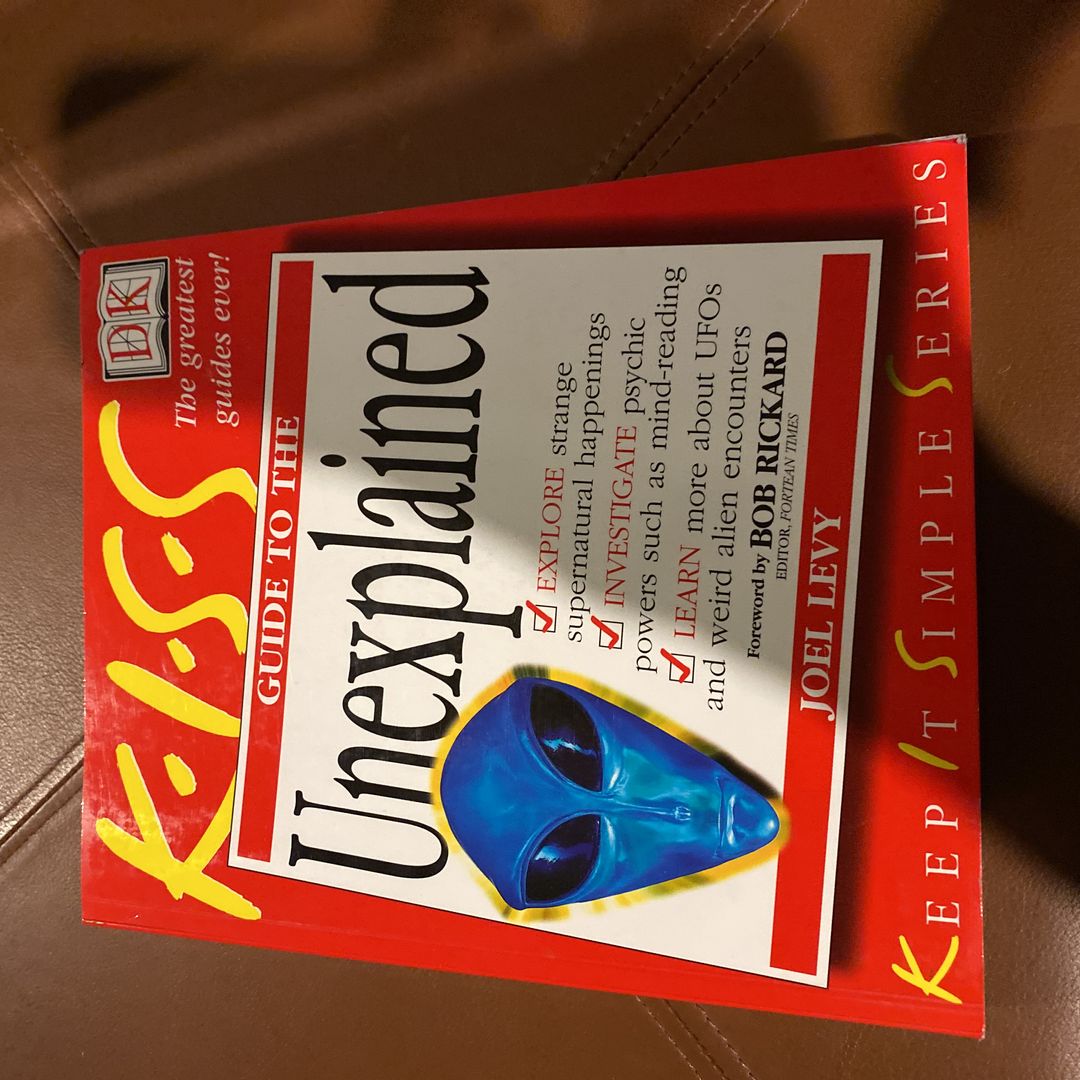 DK
The greatest
guides ever!
K·I·S·S
GUIDE TO THE
Unexplained
EXPLORE strange
supernatural happenings
INVESTIGATE psychic
powers such as mind-reading
LEARN more about UFOs
and weird alien encounters
Foreword by BOB RICKARD
EDITOR, FORTEAN TIMES
JOEL LEVY
KEEP IT SIMPLE SERIES